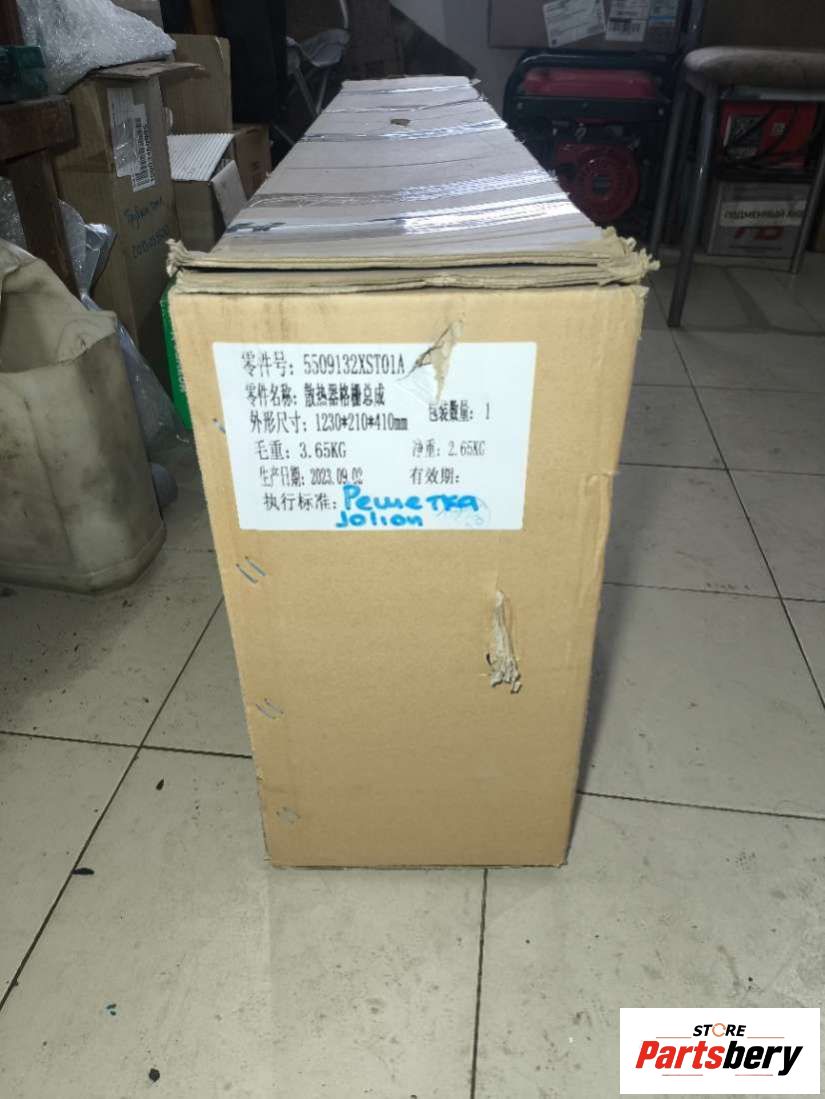 零件号: 5509132XST01A
零件名称: 散热器格栅总成
外形尺寸: 1230*210*410mm 包装数量: 1
毛重: 3.65KG 净重: 2.65KG
生产日期: 2023.09.02 有效期:
执行标准: Решетка
Jolion
ПОДМЕННЫЙ
STORE
Partsbery